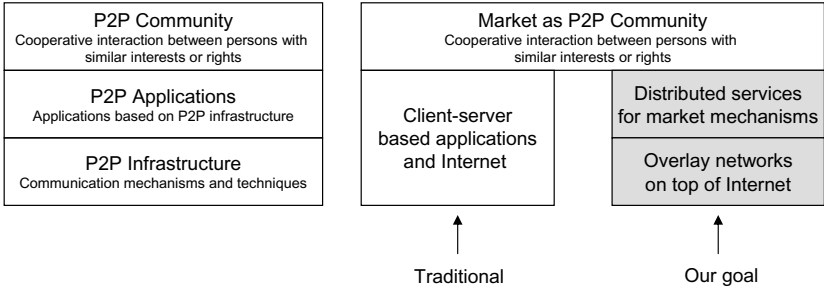 P2P Community
Cooperative interaction between persons with
similar interests or rights
P2P Applications
Applications based on P2P infrastructure
P2P Infrastructure
Communication mechanisms and techniques
Market as P2P Community
Cooperative interaction between persons with
similar interests or rights
Client-server
based applications
and Internet
Distributed services
for market mechanisms
Overlay networks
on top of Internet
Traditional
Our goal